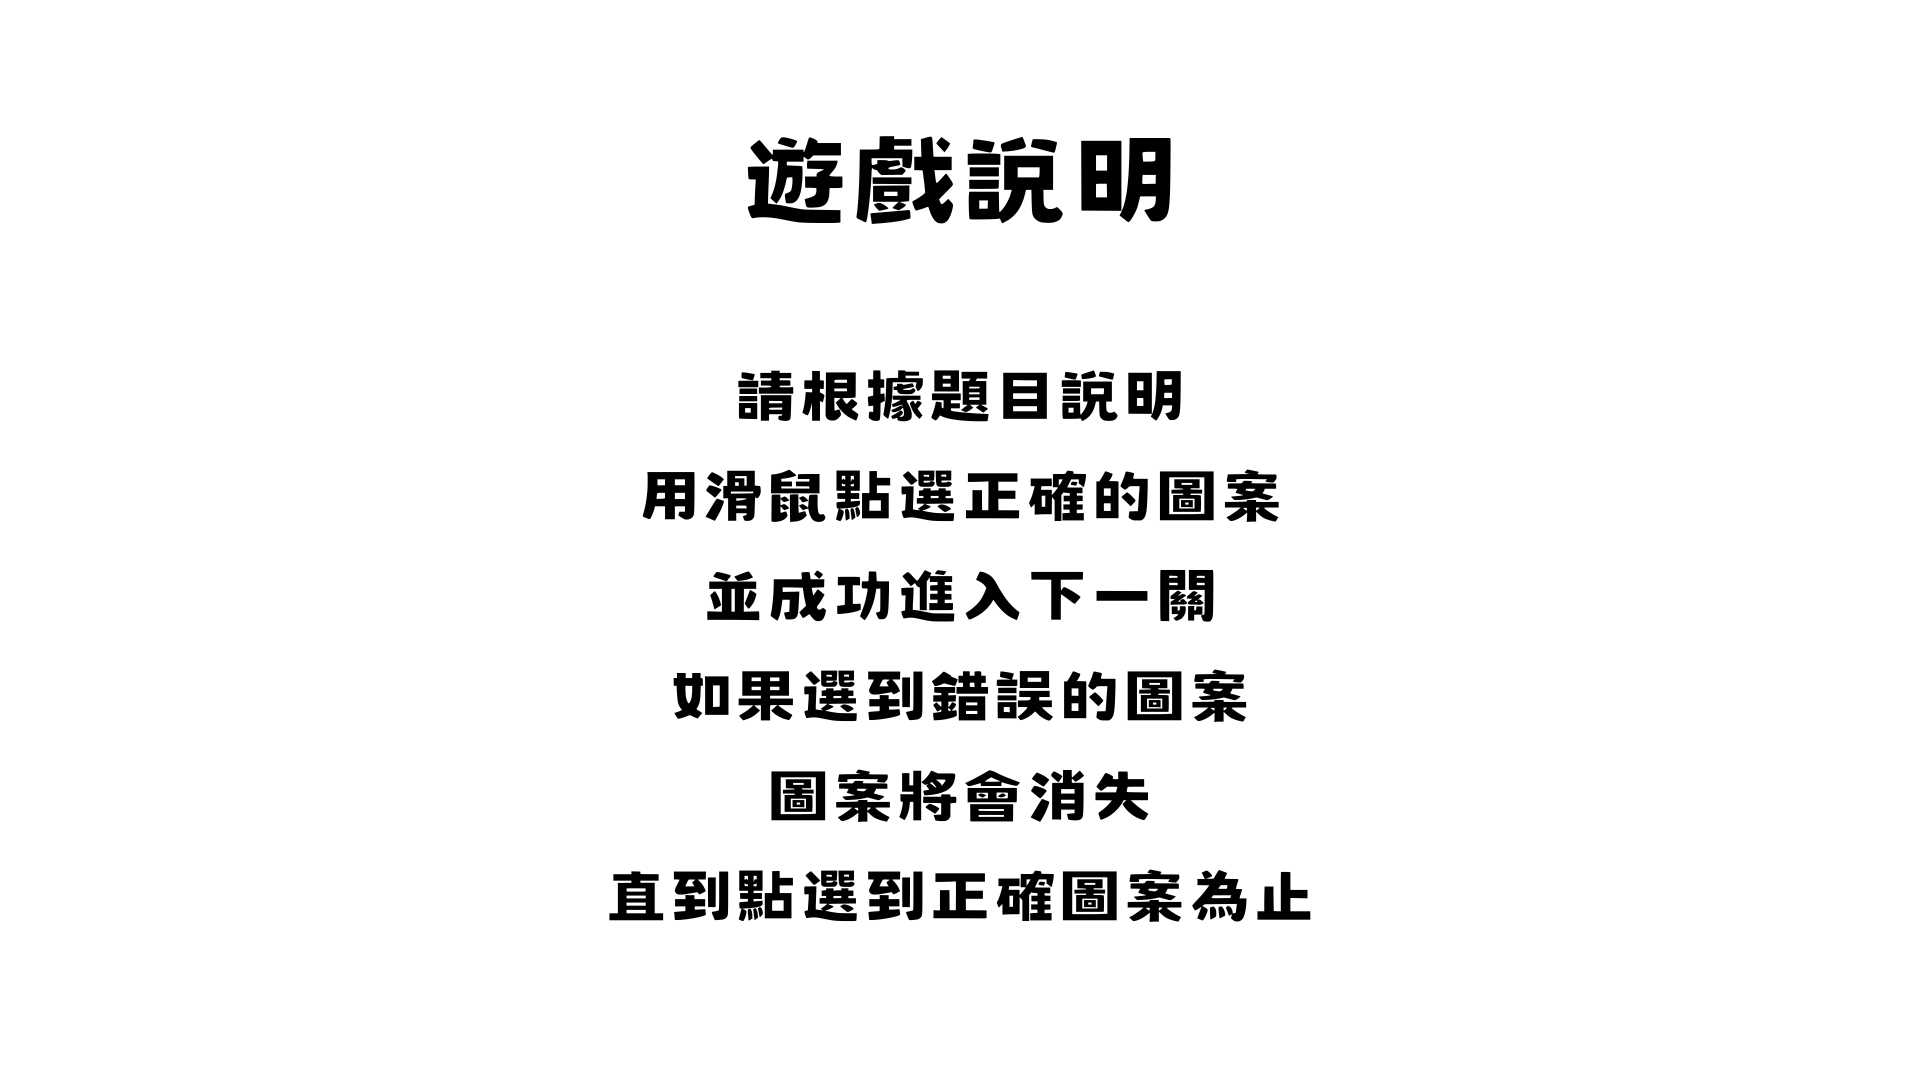 遊戲說明
請根據題目說明
用滑鼠點選正確的圖案
並成功進入下一關
如果選到錯誤的圖案
圖案將會消失
直到點選到正確圖案為止